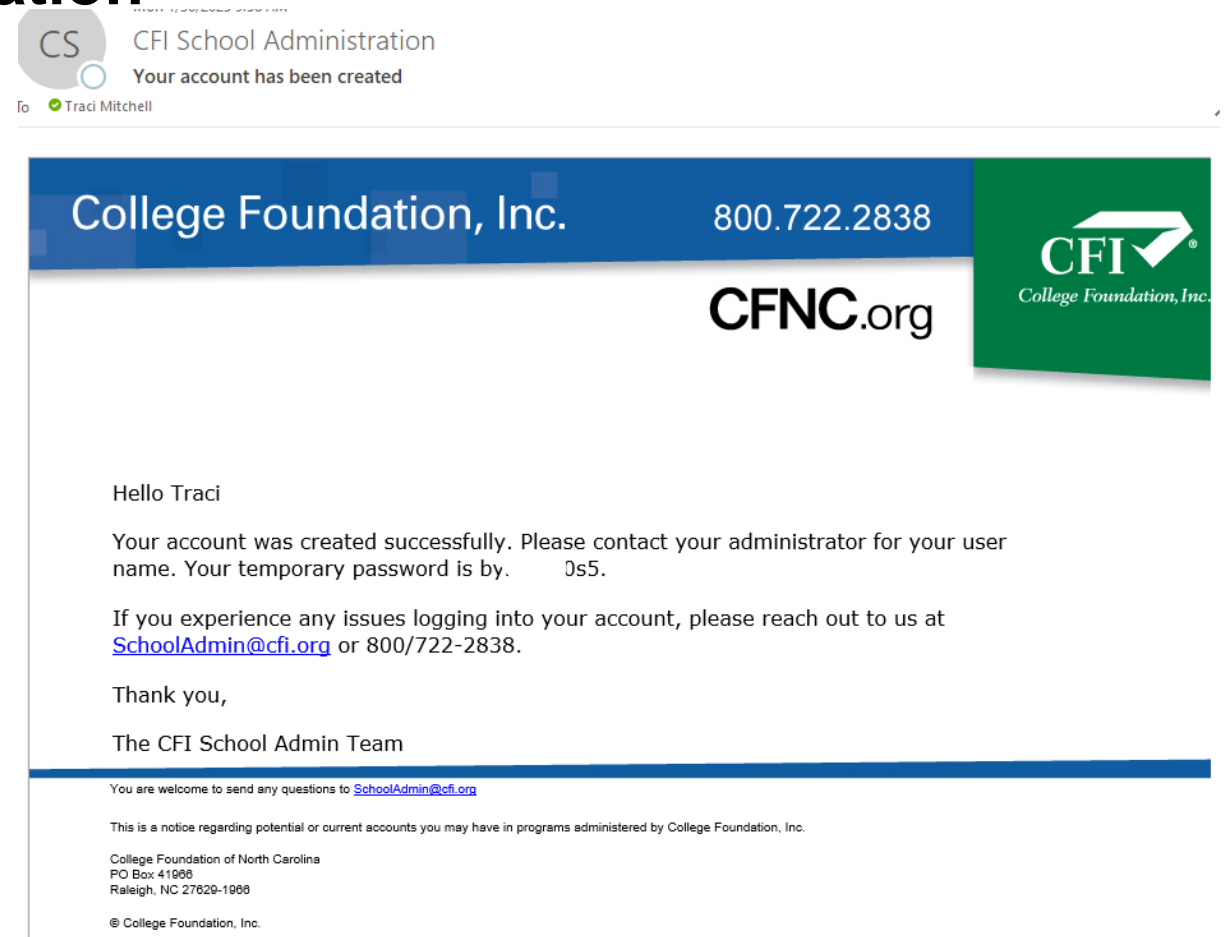 CS
CFI School Administration
Your account has been created
To Traci Mitchell
College Foundation, Inc. 800.722.2838
CFI
College Foundation, Inc.
CFNC.org
Hello Traci
Your account was created successfully. Please contact your administrator for your user
name. Your temporary password is by. 0s5.
If you experience any issues logging into your account, please reach out to us at
SchoolAdmin@cfi.org or 800/722-2838.
Thank you,
The CFI School Admin Team
You are welcome to send any questions to SchoolAdmin@cfi.org
This is a notice regarding potential or current accounts you may have in programs administered by College Foundation, Inc.
College Foundation of North Carolina
PO Box 41966
Raleigh, NC 27629-1966
© College Foundation, Inc.